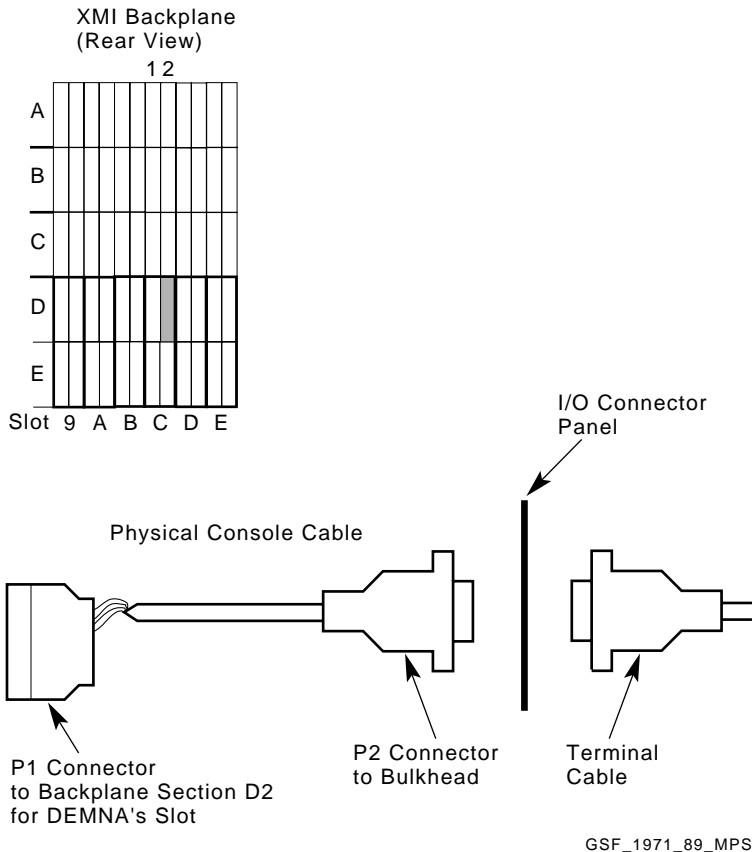 XMI Backplane
(Rear View)
1 2
A
B
C
D
E
Slot 9 A B C D E
I/O Connector
Panel
Physical Console Cable
P1 Connector
to Backplane Section D2
for DEMNA's Slot
P2 Connector
to Bulkhead
Terminal
Cable
GSF_1971_89_MPS